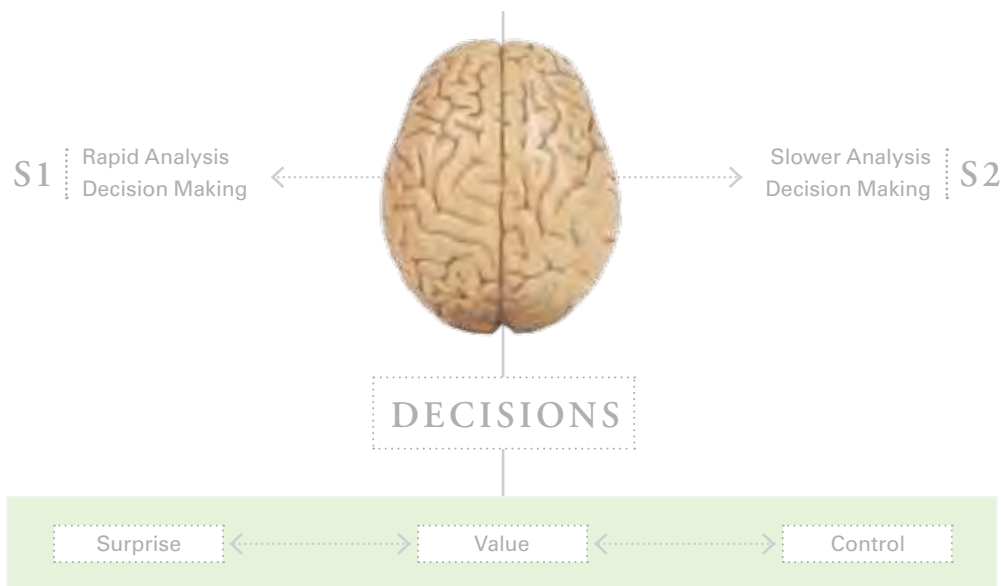 S1
Rapid Analysis
Decision Making
Slower Analysis
Decision Making
S2
DECISIONS
Surprise
Value
Control